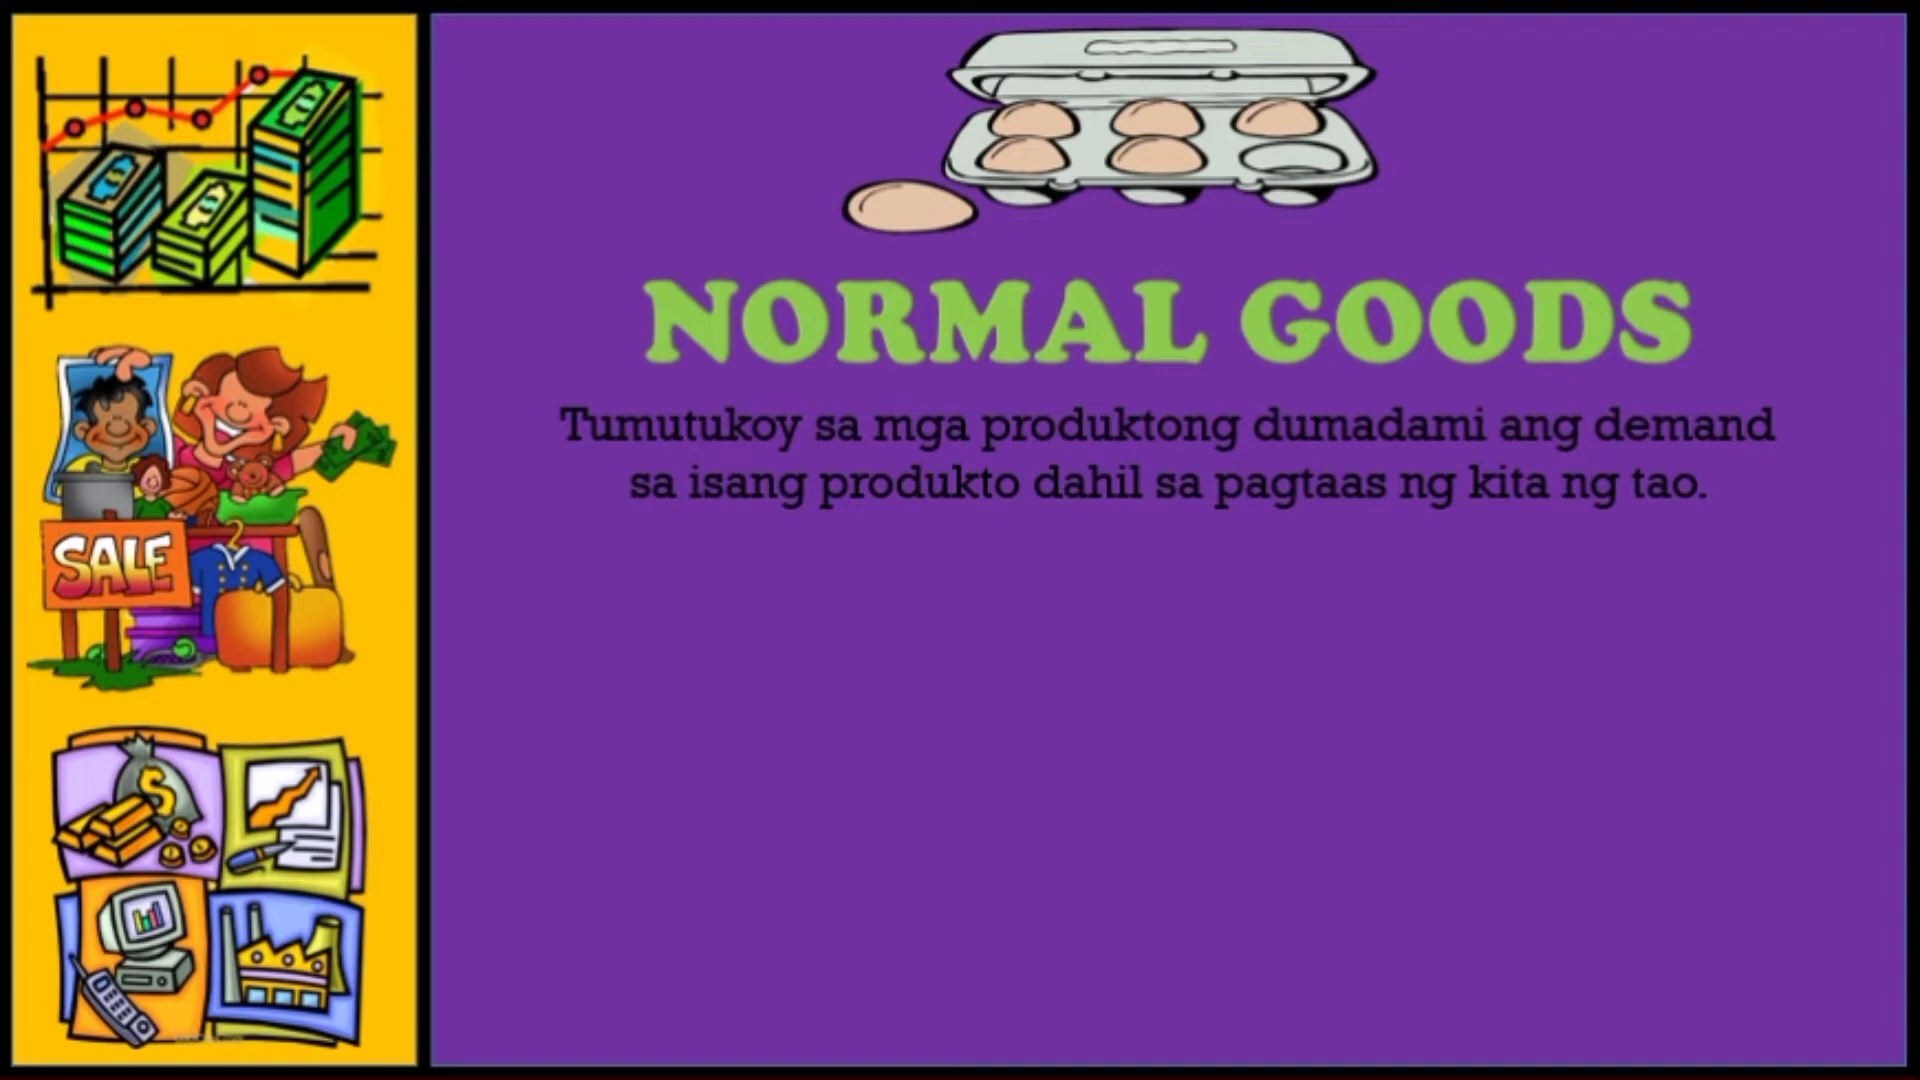 NORMAL GOODS
Tumutukoy sa mga produktong dumadami ang demand
sa isang produkto dahil sa pagtaas ng kita ng tao.
SALE
$